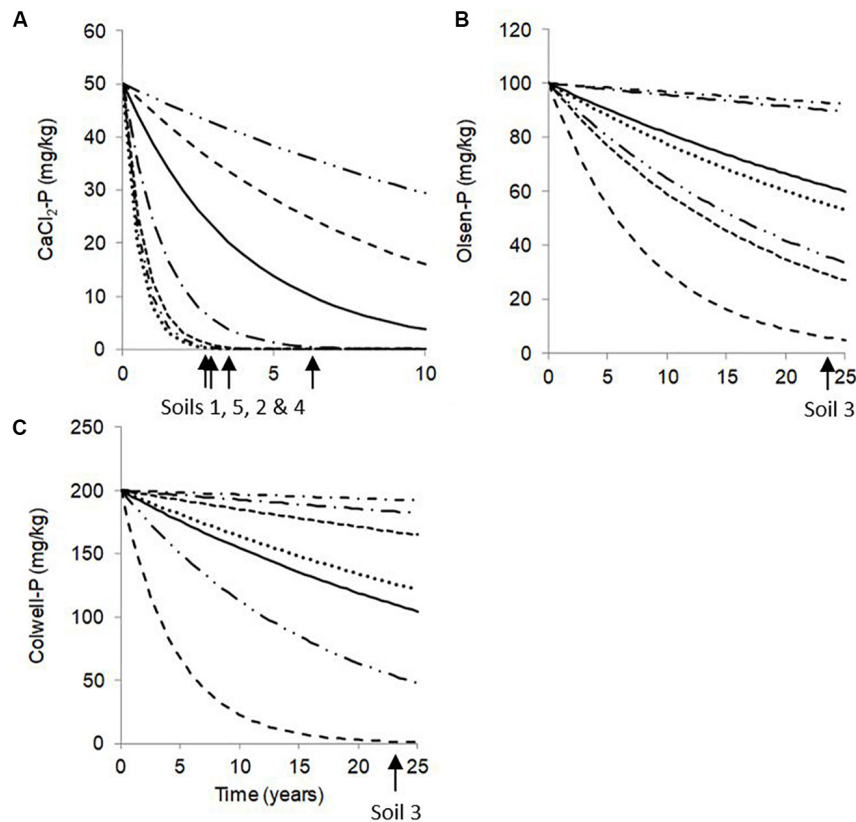 A
60
50
40
30
20
10
0
CaCl₂-P (mg/kg)
0 5 10
Soils 1, 5, 2 & 4
B
120
100
80
60
40
20
0
Olsen-P (mg/kg)
0 5 10 15 20 25
Soil 3
C
250
200
150
100
50
0
Colwell-P (mg/kg)
0 5 10 15 20 25
Time (years)
Soil 3